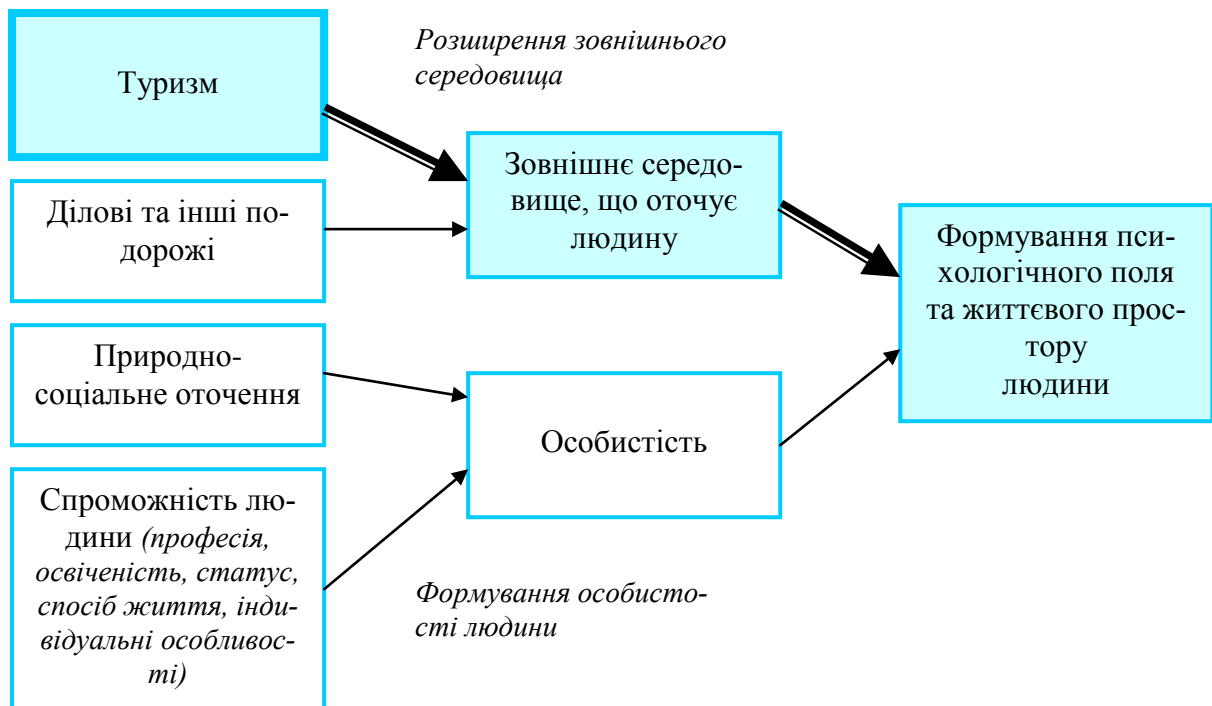 Туризм
Розширення зовнішнього
середовища
Зовнішнє середо-
вище, що оточує
людину
Ділові та інші по-
дорожі
Формування пси-
хологічного поля
та життєвого прос-
тору
людини
Природно-
соціальне оточення
Особистість
Спроможність лю-
дини (професія,
освіченість, статус,
спосіб життя, інди-
відуальні особливос-
ті)
Формування особисто-
сті людини